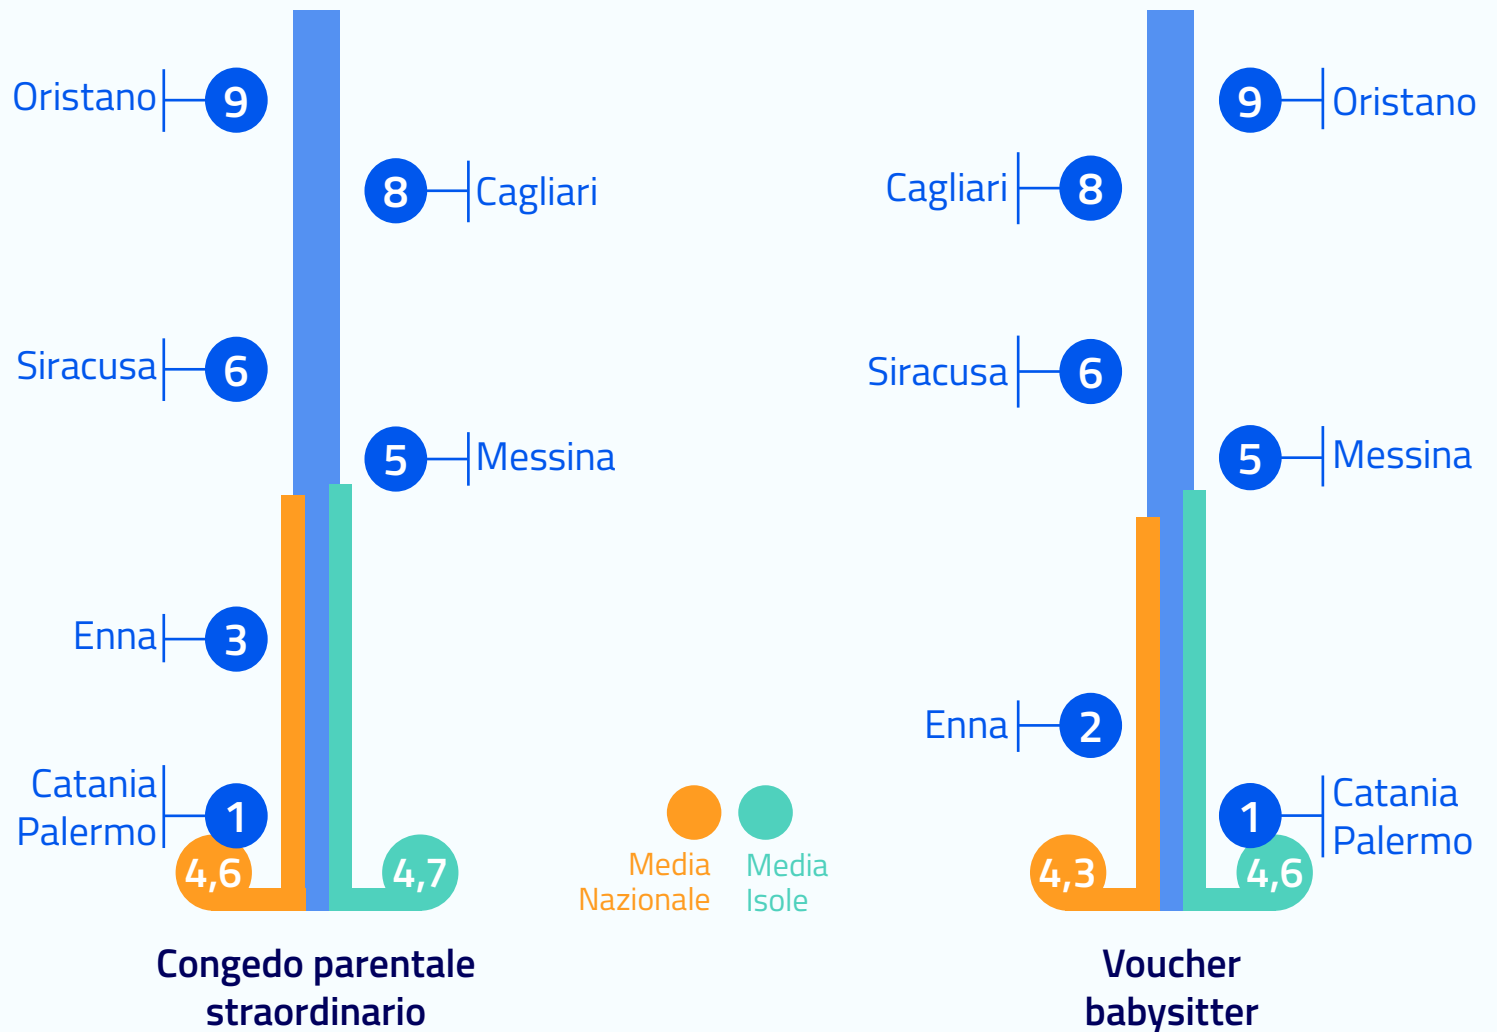 Oristano
9
8
Cagliari
Siracusa
6
5
Messina
Enna
3
Catania
Palermo
1
4,6
4,7
Congedo parentale
straordinario
Media
Nazionale
Media
Isole
9
Oristano
Cagliari
8
Siracusa
6
5
Messina
Enna
2
1
Catania
Palermo
4,3
4,6
Voucher
babysitter